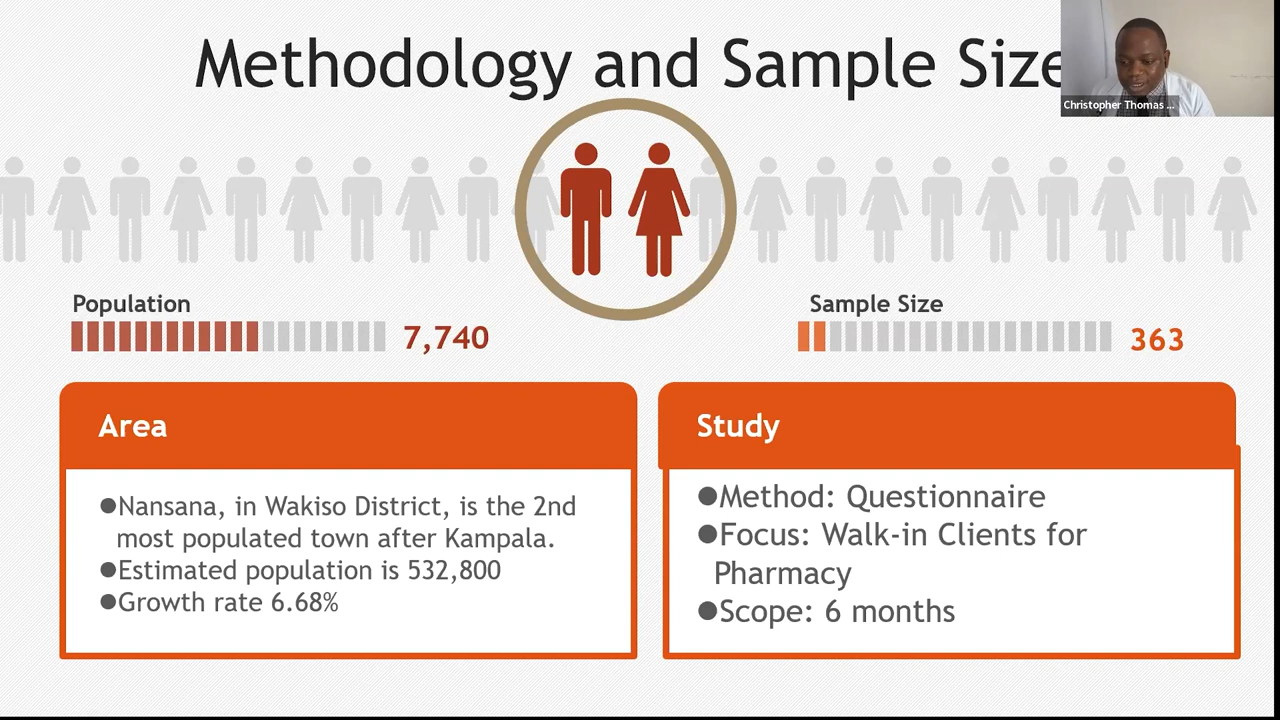 Methodology and Sample Size
Christopher Thomas ...
Population
7,740
Sample Size
363
Area
●Nansana, in Wakiso District, is the 2nd
most populated town after Kampala.
●Estimated population is 532,800
●Growth rate 6.68%
Study
●Method: Questionnaire
●Focus: Walk-in Clients for
Pharmacy
●Scope: 6 months